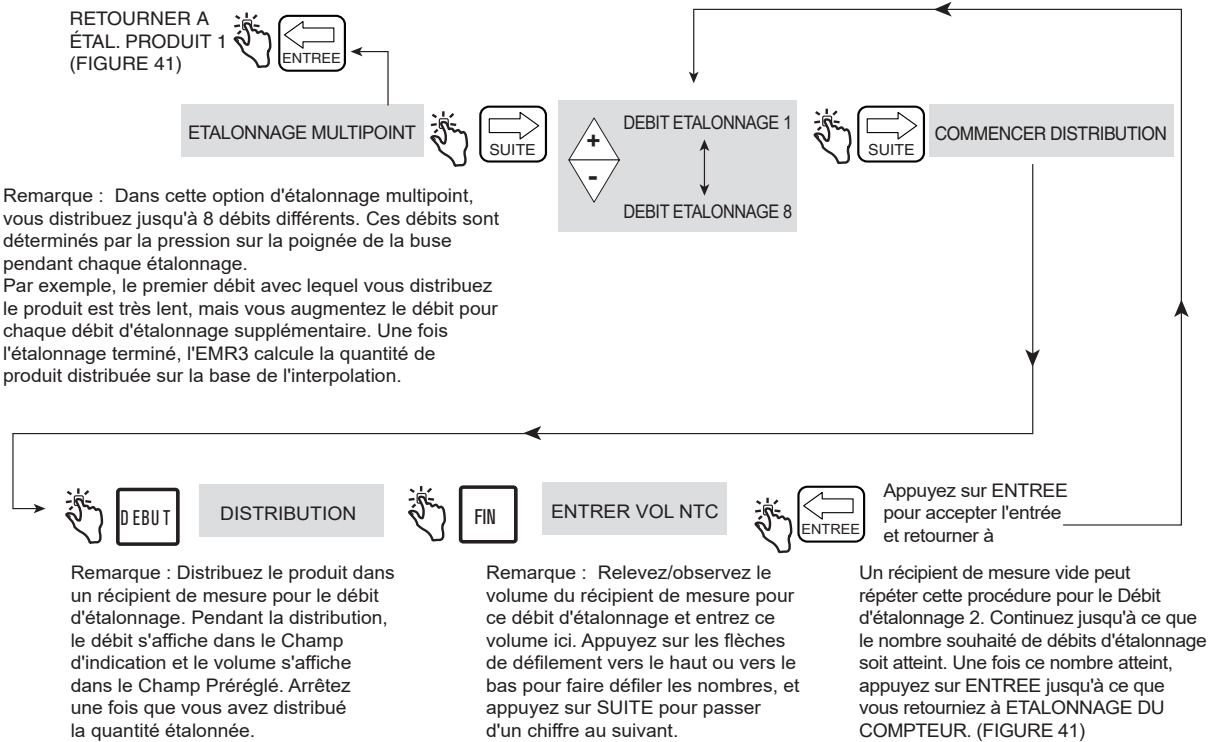 RETOURNER A
ÉTAL. PRODUIT 1
(FIGURE 41)
ENTREE
ETALONNAGE MULTIPOINT
SUITE
+
-
DEBIT ETALONNAGE 1
DEBIT ETALONNAGE 8
SUITE
COMMENCER DISTRIBUTION
Remarque : Dans cette option d'étalonnage multipoint,
vous distribuez jusqu'à 8 débits différents. Ces débits sont
déterminés par la pression sur la poignée de la buse
pendant chaque étalonnage.
Par exemple, le premier débit avec lequel vous distribuez
le produit est très lent, mais vous augmentez le débit pour
chaque débit d'étalonnage supplémentaire. Une fois
l'étalonnage terminé, l'EMR3 calcule la quantité de
produit distribuée sur la base de l'interpolation.
DEBUT
DISTRIBUTION
FIN
ENTRER VOL NTC
ENTREE
Appuyez sur ENTREE
pour accepter l'entrée
et retourner à
Remarque : Distribuez le produit dans
un récipient de mesure pour le débit
d'étalonnage. Pendant la distribution,
le débit s'affiche dans le Champ
d'indication et le volume s'affiche
dans le Champ Préréglé. Arrêtez
une fois que vous avez distribué
la quantité étalonnée.
Remarque : Relevez/observez le
volume du récipient de mesure pour
ce débit d'étalonnage et entrez ce
volume ici. Appuyez sur les flèches
de défilement vers le haut ou vers le
bas pour faire défiler les nombres, et
appuyez sur SUITE pour passer
d'un chiffre au suivant.
Un récipient de mesure vide peut
répéter cette procédure pour le Débit
d'étalonnage 2. Continuez jusqu'à ce que
le nombre souhaité de débits d'étalonnage
soit atteint. Une fois ce nombre atteint,
appuyez sur ENTREE jusqu'à ce que
vous retourniez à ETALONNAGE DU
COMPTEUR. (FIGURE 41)